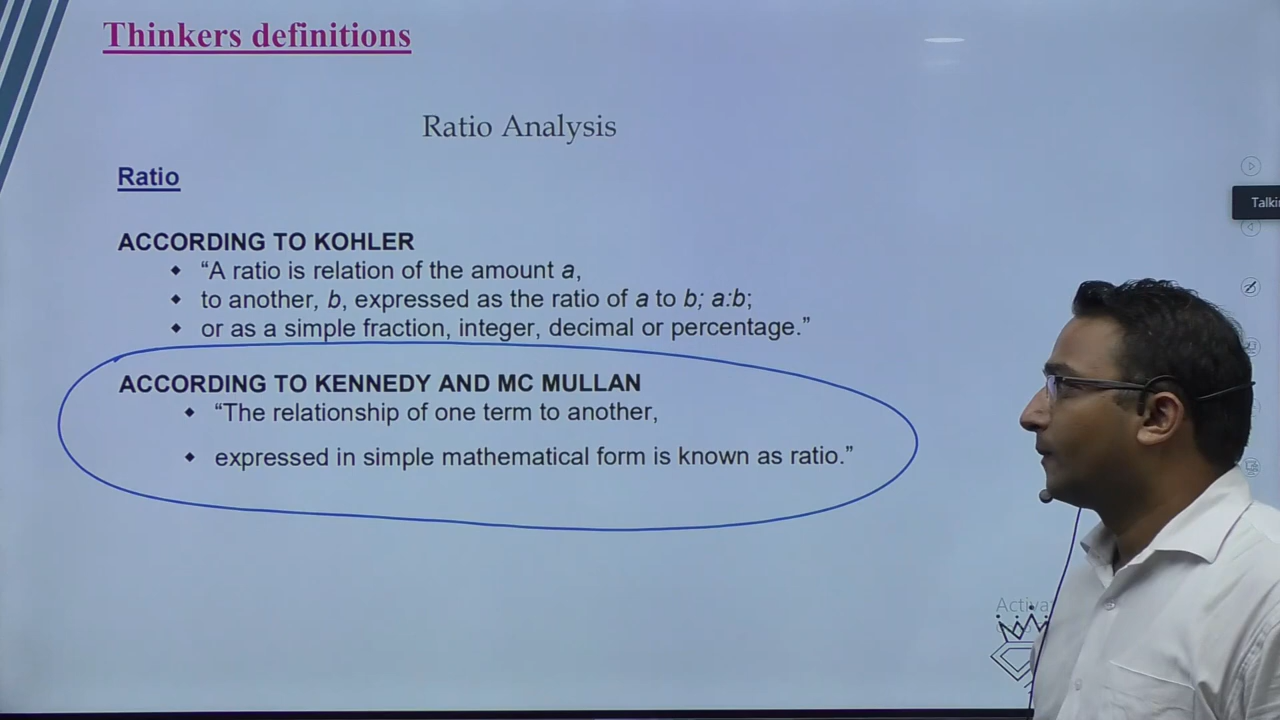 Thinkers definitions
Ratio Analysis
Ratio
ACCORDING TO KOHLER
“A ratio is relation of the amount a,
to another, b, expressed as the ratio of a to b; a:b;
or as a simple fraction, integer, decimal or percentage.”
ACCORDING TO KENNEDY AND MC MULLAN
“The relationship of one term to another,
expressed in simple mathematical form is known as ratio.”
Talki
Activa